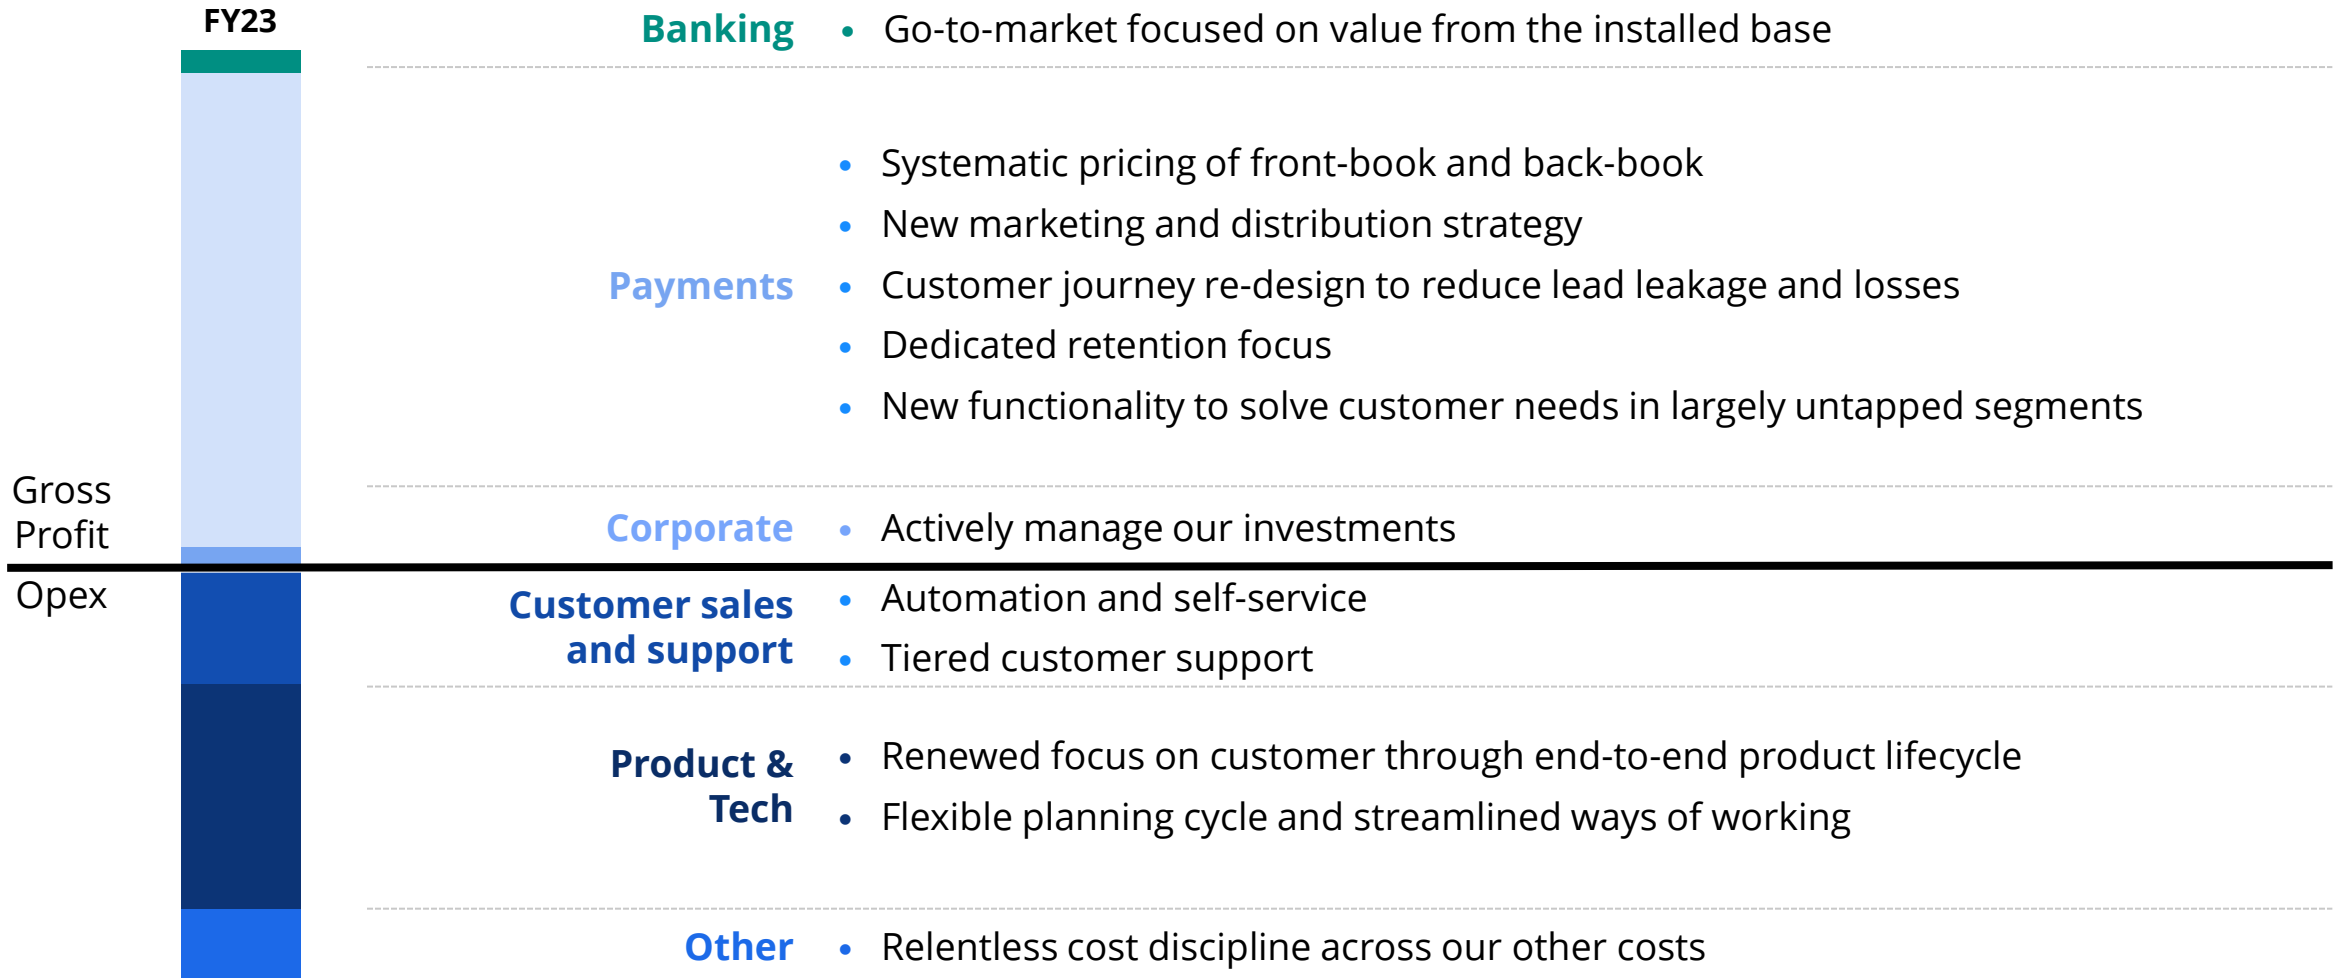 FY23
Banking
• Go-to-market focused on value from the installed base
Payments
• Systematic pricing of front-book and back-book
• New marketing and distribution strategy
• Customer journey re-design to reduce lead leakage and losses
• Dedicated retention focus
• New functionality to solve customer needs in largely untapped segments
Gross
Profit
Corporate
• Actively manage our investments
Opex
Customer sales
and support
• Automation and self-service
• Tiered customer support
Product &
Tech
• Renewed focus on customer through end-to-end product lifecycle
• Flexible planning cycle and streamlined ways of working
Other
• Relentless cost discipline across our other costs